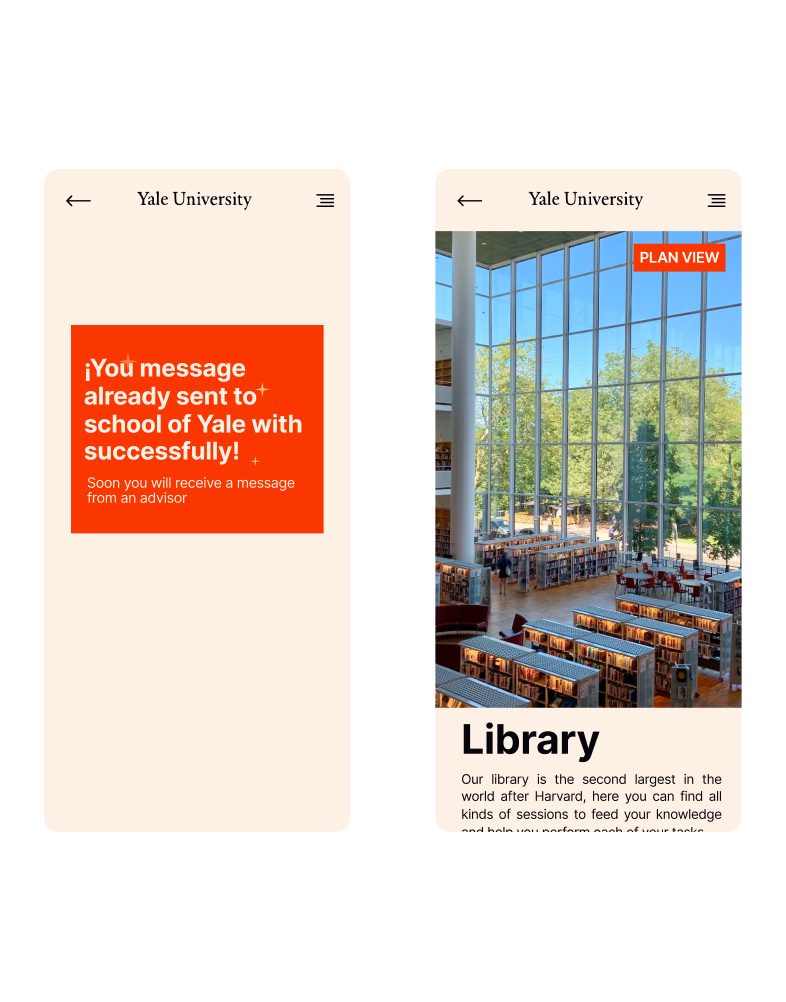 Yale University
¡You message
already sent to
school of Yale with
successfully!
Soon you will receive a message
from an advisor
Yale University
PLAN VIEW
Library
Our library is the second largest in the
world after Harvard, here you can find all
kinds of sessions to feed your knowledge
and help you perform each of your tasks